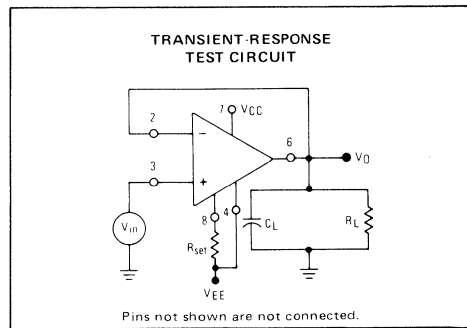 TRANSIENT-RESPONSE
TEST CIRCUIT
7 VCC
2
6
VO
3
8
4
Vin
Rset
CL
RL
VEE
Pins not shown are not connected.